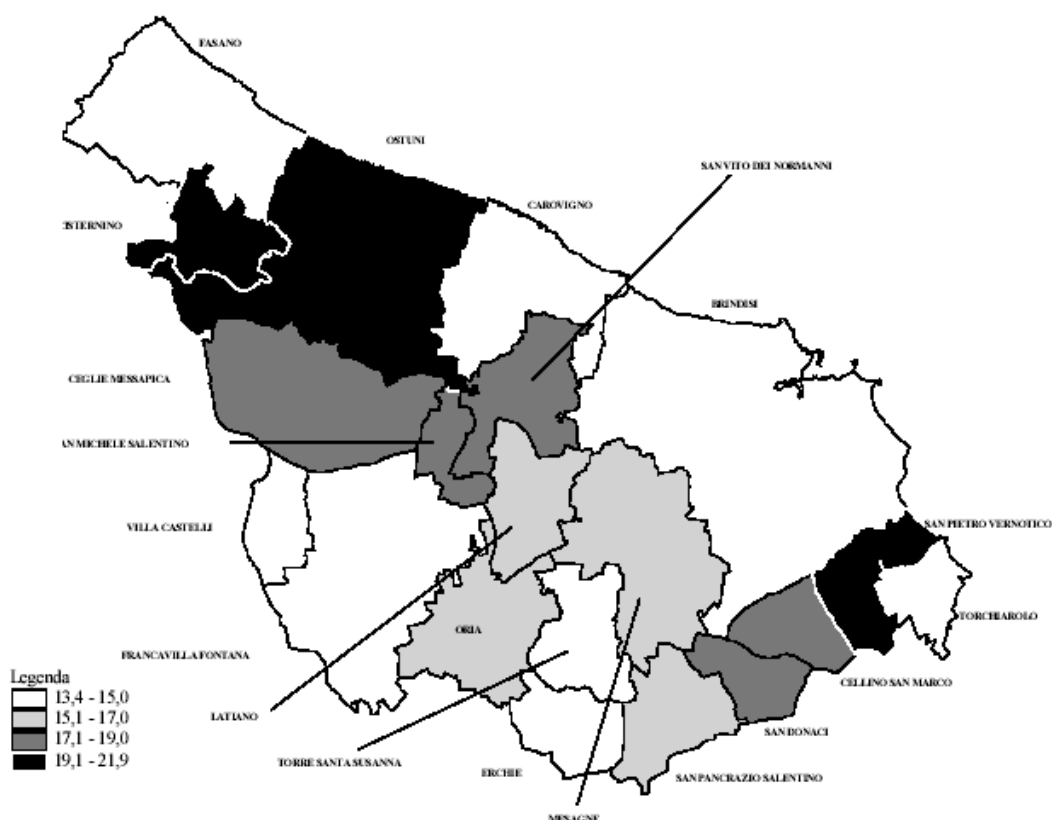 FASANO
OSTUNI
SAN VITO DEI NORMANNI
CAROVIGNO
ISTERNINO
BRINDISI
CEGLIE MESSAPICA
AN MICHELE SALENTINO
VILLA CASTELLI
SAN PIETRO VERNOTICO
TORCHIAROLO
ORIA
FRANCAVILLA FONTANA
CELLINO SAN MARCO
Legenda
13,4 - 15,0
15,1 - 17,0
17,1 - 19,0
19,1 - 21,9
LATIANO
SAN DONACI
TORRE SANTA SUSANNA
ERCHIE
SAN PANCRAZIO SALENTINO
MESAGNE